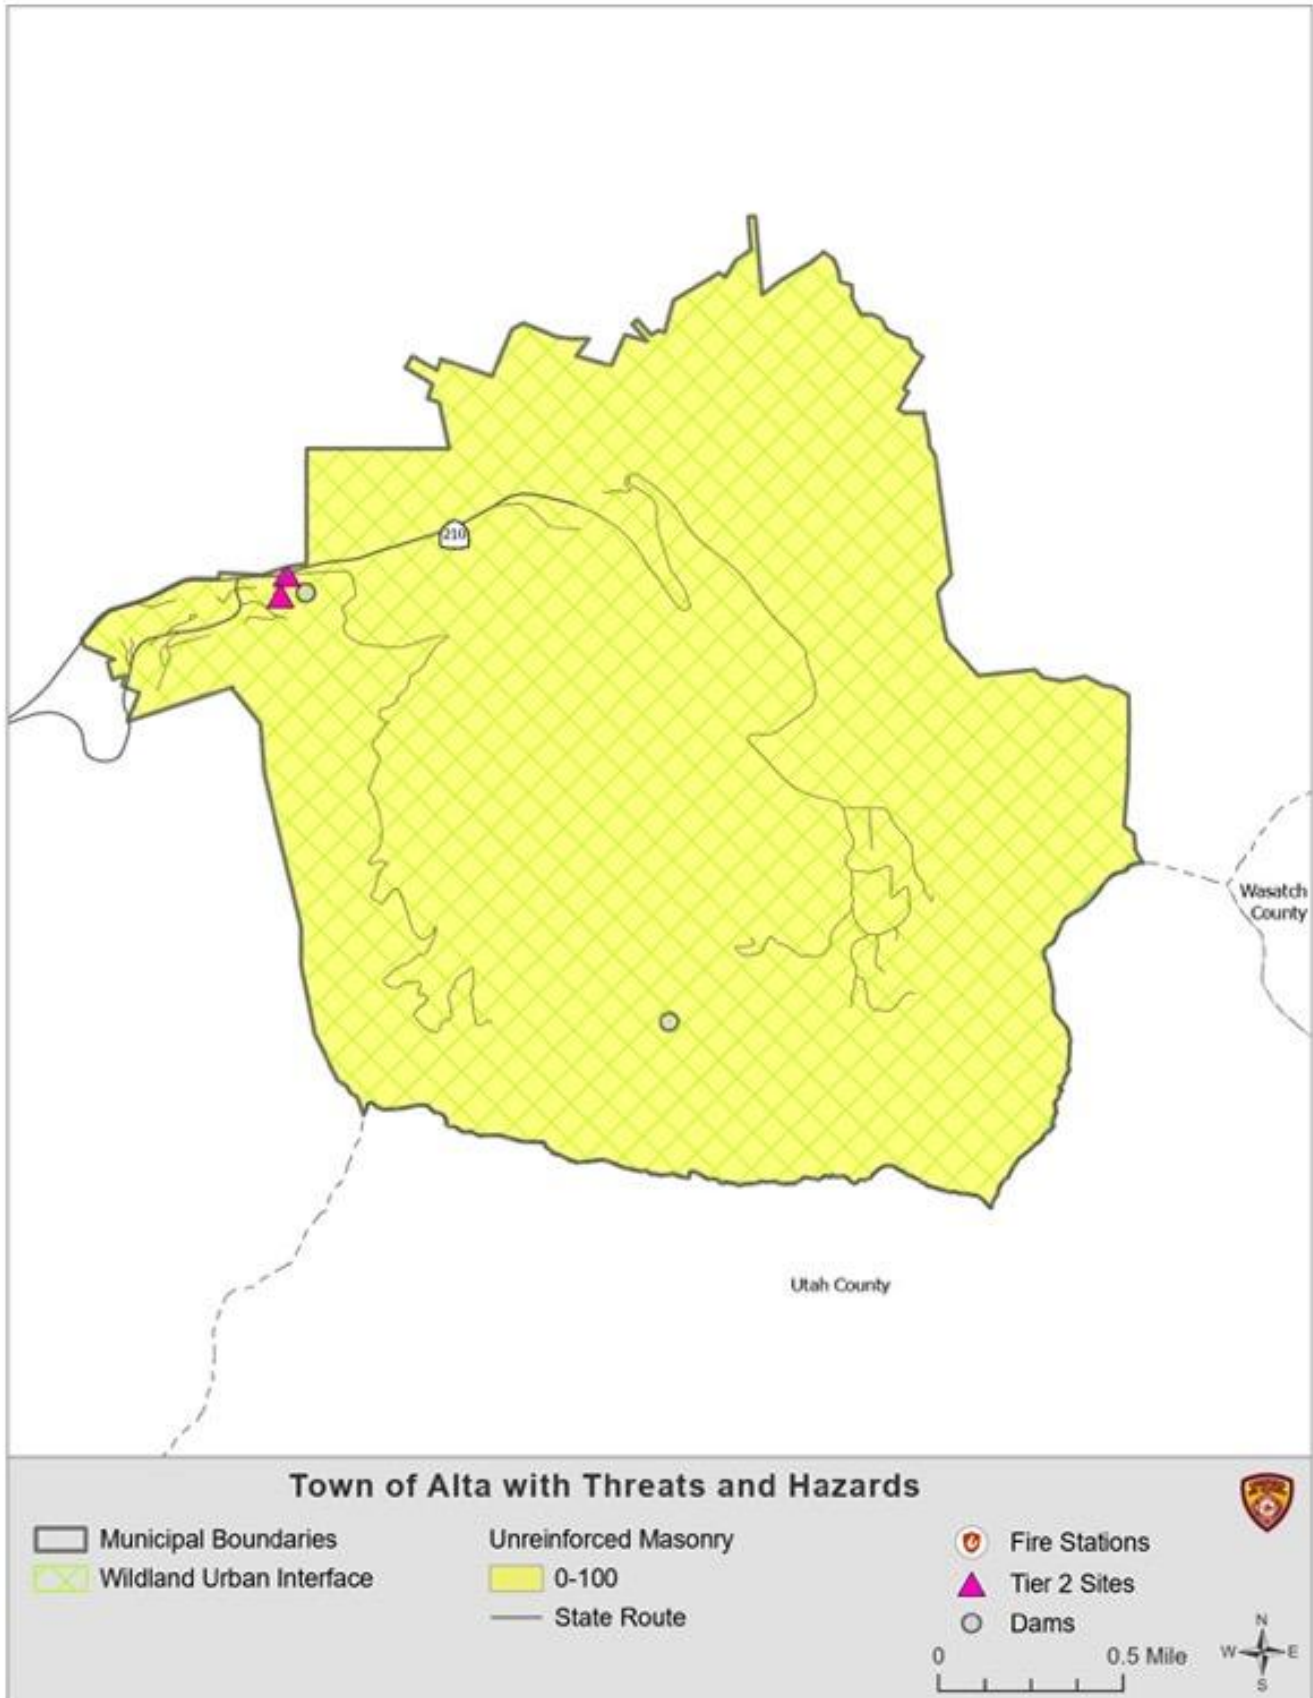 210
Wasatch
County
Utah County
Town of Alta with Threats and Hazards
Municipal Boundaries
Wildland Urban Interface
Unreinforced Masonry
0-100
State Route
Fire Stations
Tier 2 Sites
Dams
0 0.5 Mile
N
W E
S